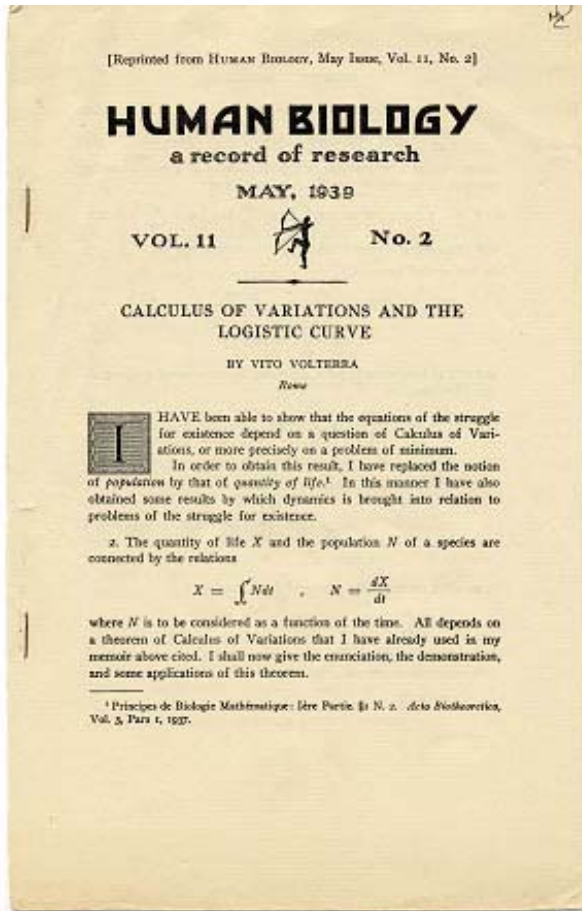 [Reprinted from HUMAN BIOLOGY, May Issue, Vol. 11, No. 2]
HUMAN BIOLOGY
a record of research
MAY, 1939
VOL. 11 No. 2
CALCULUS OF VARIATIONS AND THE
LOGISTIC CURVE
BY VITO VOLTERRA
Rome
I HAVE been able to show that the equations of the struggle
for existence depend on a question of Calculus of Vari-
ations, or more precisely on a problem of minimum.
In order to obtain this result, I have replaced the notion
of population by that of quantity of life.¹ In this manner I have also
obtained some results by which dynamics is brought into relation to
problems of the struggle for existence.
2. The quantity of life X and the population N of a species are
connected by the relations
X = ∫ Ndt , N = dX/dt
where N is to be considered as a function of the time. All depends on
a theorem of Calculus of Variations that I have already used in my
memoir above cited. I shall now give the enunciation, the demonstration,
and some applications of this theorem.
¹ Principes de Biologie Mathématique: Ière Partie. §1 N. 2. Acta Biotheoretica,
Vol. 3, Pars 1, 1937.